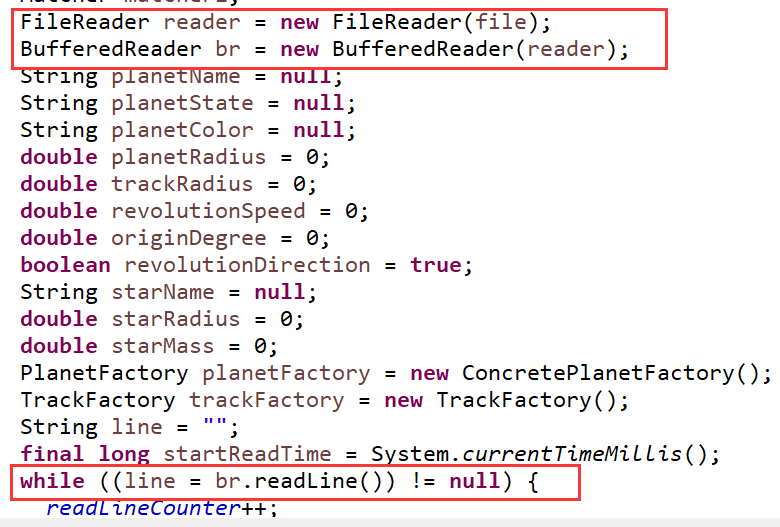 Matcher matcher2;
FileReader reader = new FileReader(file);
BufferedReader br = new BufferedReader(reader);
String planetName = null;
String planetState = null;
String planetColor = null;
double planetRadius = 0;
double trackRadius = 0;
double revolutionSpeed = 0;
double originDegree = 0;
boolean revolutionDirection = true;
String starName = null;
double starRadius = 0;
double starMass = 0;
PlanetFactory planetFactory = new ConcretePlanetFactory();
TrackFactory trackFactory = new TrackFactory();
String line = "";
final long startReadTime = System.currentTimeMillis();
while ((line = br.readLine()) != null) {
readLineCounter++;